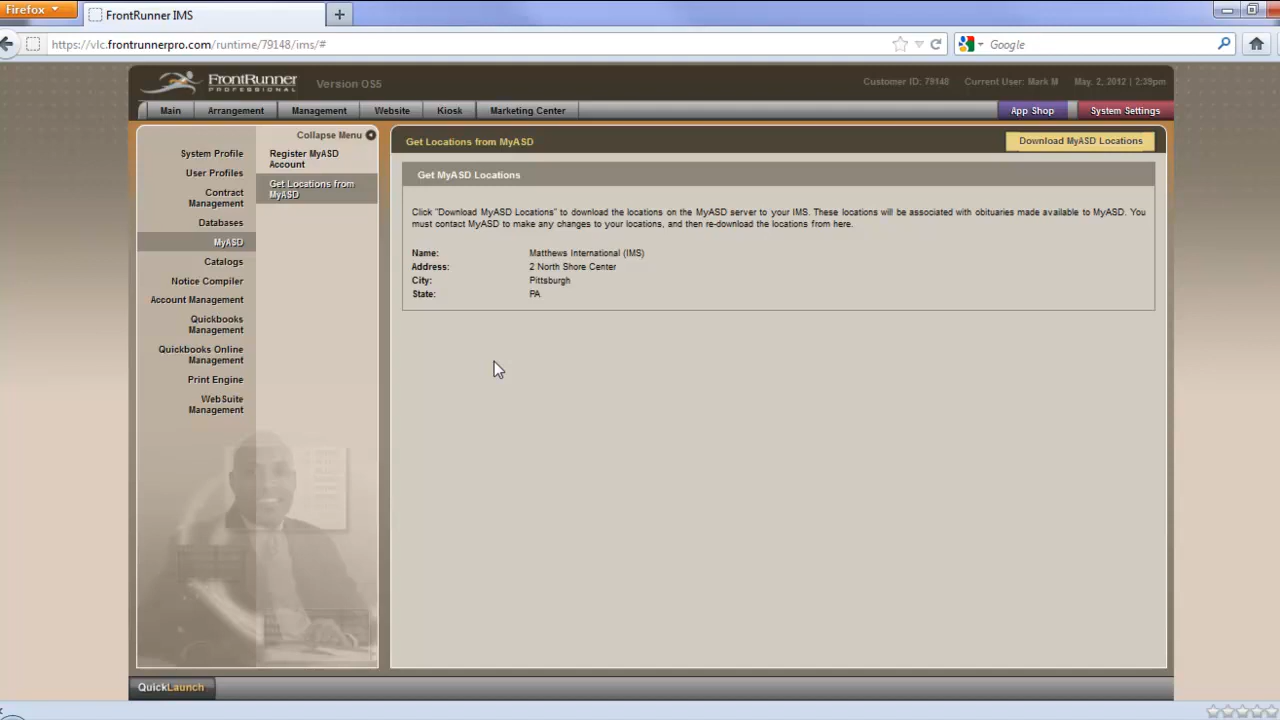 Firefox
FrontRunner IMS
https://vlc.frontrunnerpro.com/runtime/79148/ims/#
Google
FrontRunner
PROFESSIONAL
Version OS5
Customer ID: 79148
Current User: Mark M
May. 2, 2012 | 2:39pm
Main
Arrangement
Management
Website
Kiosk
Marketing Center
App Shop
System Settings
Collapse Menu
System Profile
User Profiles
Contract
Management
Databases
MyASD
Catalogs
Notice Compiler
Account Management
Quickbooks
Management
Quickbooks Online
Management
Print Engine
WebSuite
Management
Register MyASD
Account
Get Locations from
MyASD
Get Locations from MyASD
Download MyASD Locations
Get MyASD Locations
Click "Download MyASD Locations" to download the locations on the MyASD server to your IMS. These locations will be associated with obituaries made available to MyASD. You
must contact MyASD to make any changes to your locations, and then re-download the locations from here.
Name: Matthews International (IMS)
Address: 2 North Shore Center
City: Pittsburgh
State: PA
QuickLaunch